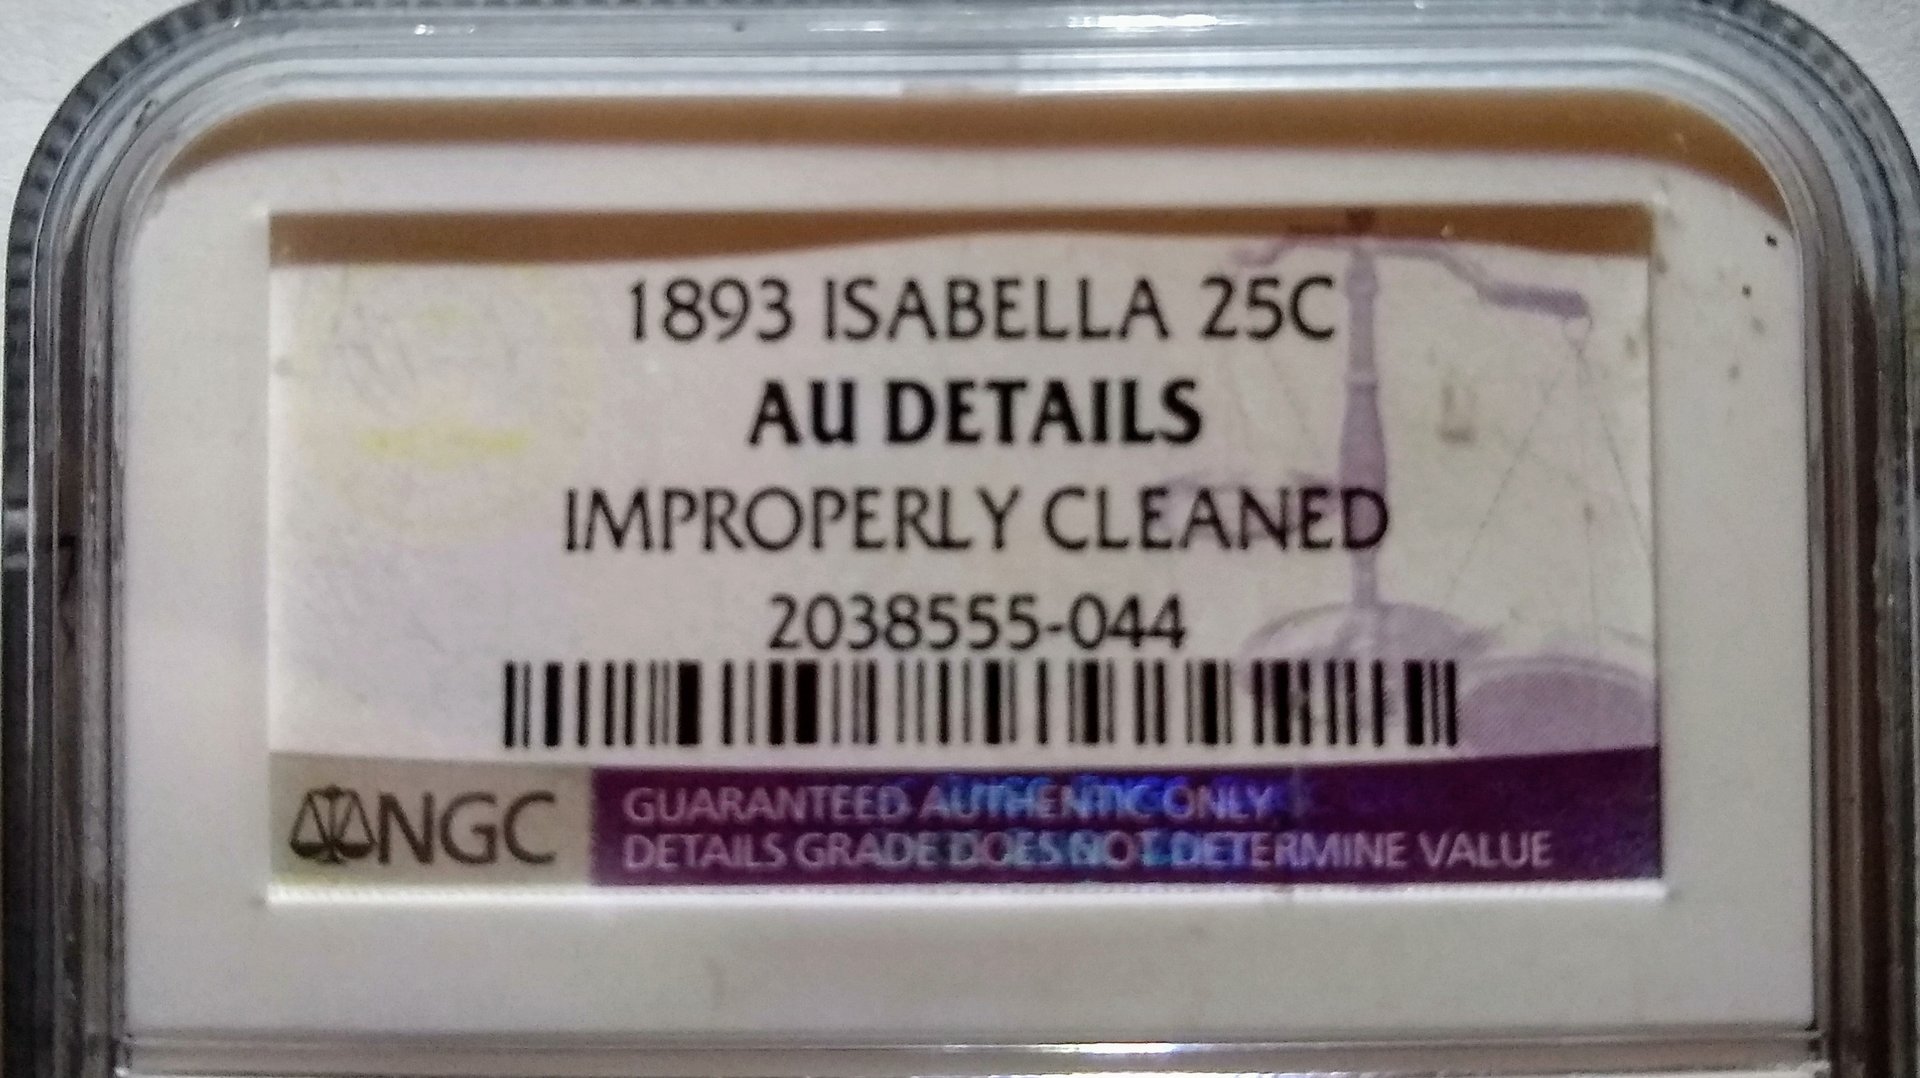 1893 ISABELLA 25C
AU DETAILS
IMPROPERLY CLEANED
2038555-044
NGC
GUARANTEED AUTHENTIC ONLY
DETAILS GRADE DOES NOT DETERMINE VALUE